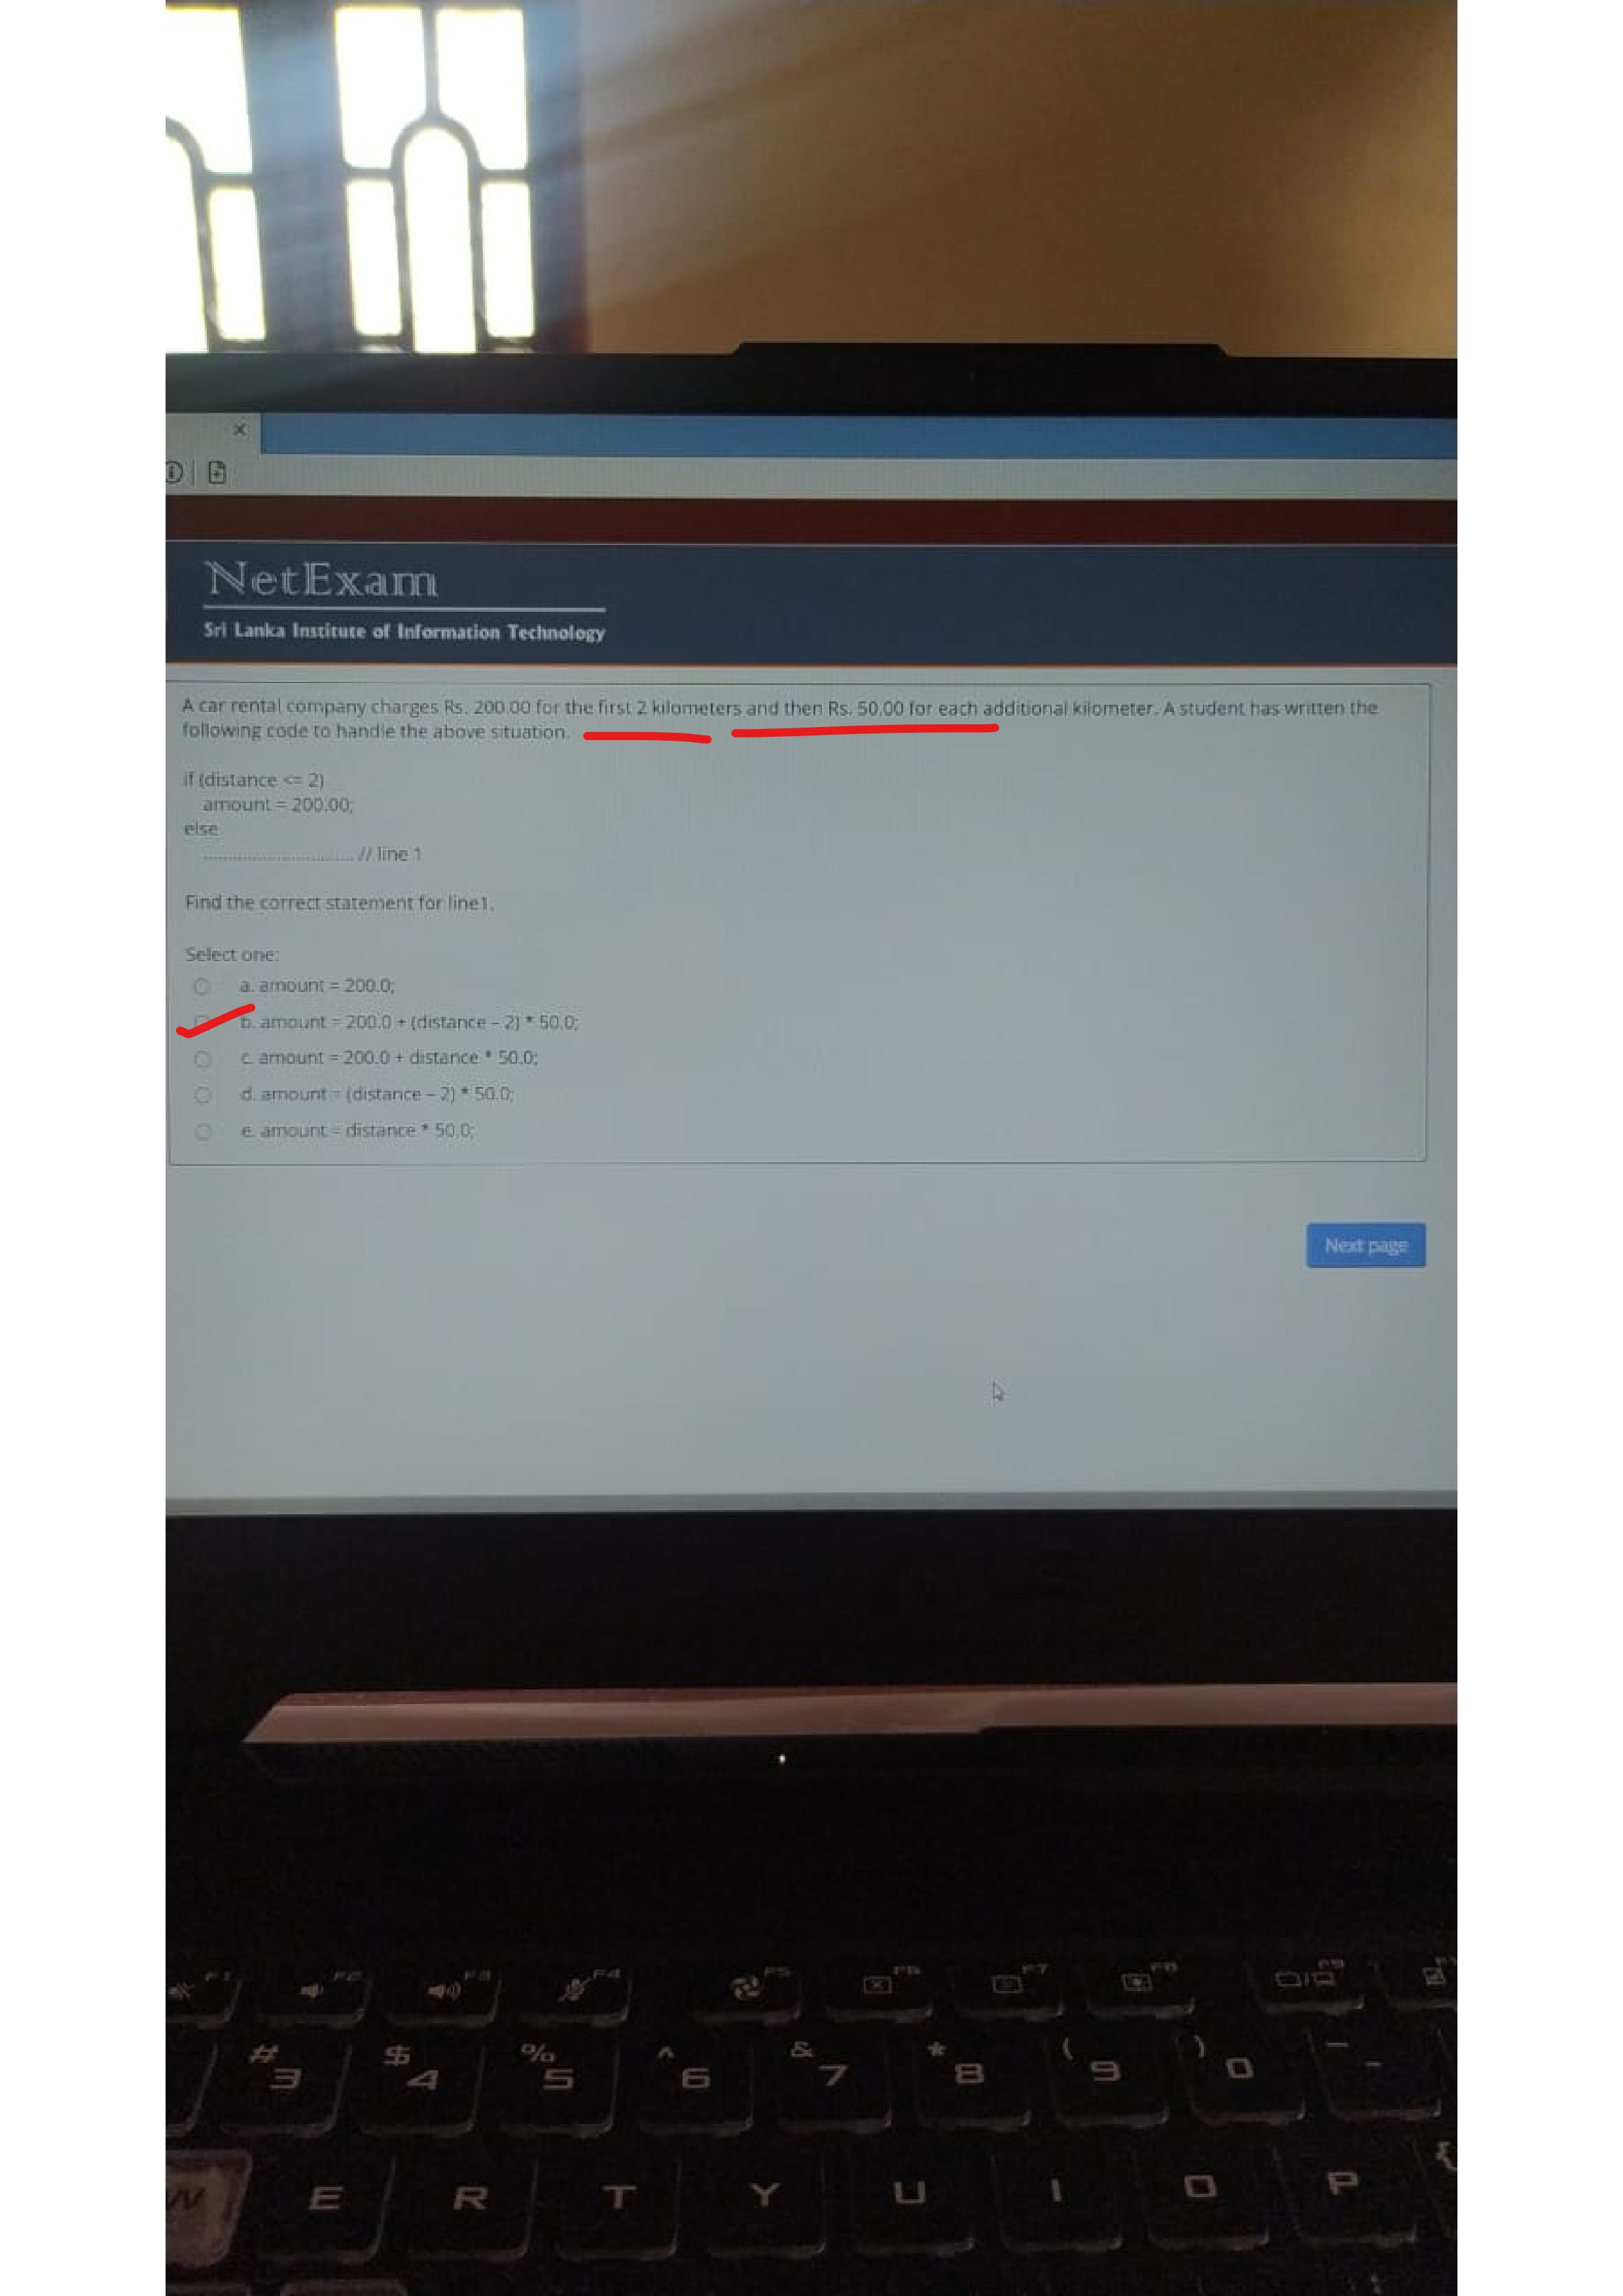 NetExam
Sri Lanka Institute of Information Technology
A car rental company charges Rs. 200.00 for the first 2 kilometers and then Rs. 50.00 for each additional kilometer. A student has written the
following code to handle the above situation.
if (distance <= 2)
amount = 200.00;
else
................................ // line 1
Find the correct statement for line1.
Select one:
a. amount = 200.0;
b. amount = 200.0 + (distance – 2) * 50.0;
c. amount = 200.0 + distance * 50.0;
d. amount = (distance – 2) * 50.0;
e. amount = distance * 50.0;
Next page
F1 F2 F3 F4 F5 F6 F7 F8 F9
# $ % ^ & * ( ) _
3 4 5 6 7 8 9 0 -
W E R T Y U I O P {